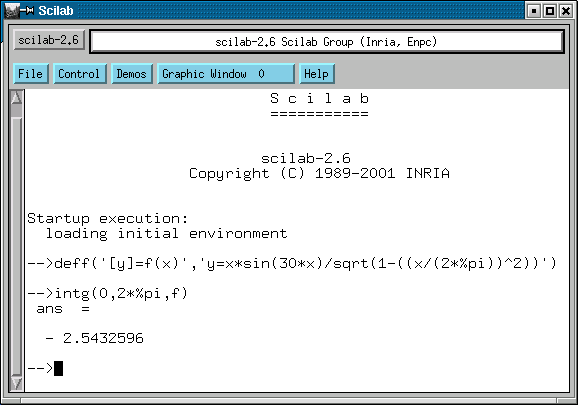 Scilab
scilab-2.6
scilab-2.6 Scilab Group (Inria, Enpc)
File Control Demos Graphic Window 0 Help
S c i l a b
===========
scilab-2.6
Copyright (C) 1989-2001 INRIA
Startup execution:
loading initial environment
-->deff('[y]=f(x)','y=x*sin(30*x)/sqrt(1-((x/(2*%pi))^2))')
-->intg(0,2*%pi,f)
ans =
- 2.5432596
-->